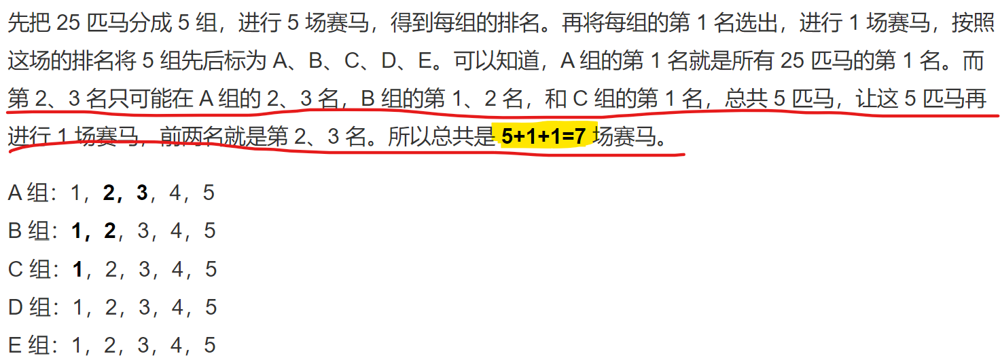 先把 25 匹马分成 5 组，进行 5 场赛马，得到每组的排名。再将每组的第 1 名选出，进行 1 场赛马，按照
这场的排名将 5 组先后标为 A、B、C、D、E。可以知道，A 组的第 1 名就是所有 25 匹马的第 1 名。而
第 2、3 名只可能在 A 组的 2、3 名，B 组的第 1、2 名，和 C 组的第 1 名，总共 5 匹马，让这 5 匹马再
进行 1 场赛马，前两名就是第 2、3 名。所以总共是 5+1+1=7 场赛马。
A 组：1，2，3，4，5
B 组：1，2，3，4，5
C 组：1，2，3，4，5
D 组：1，2，3，4，5
E 组：1，2，3，4，5